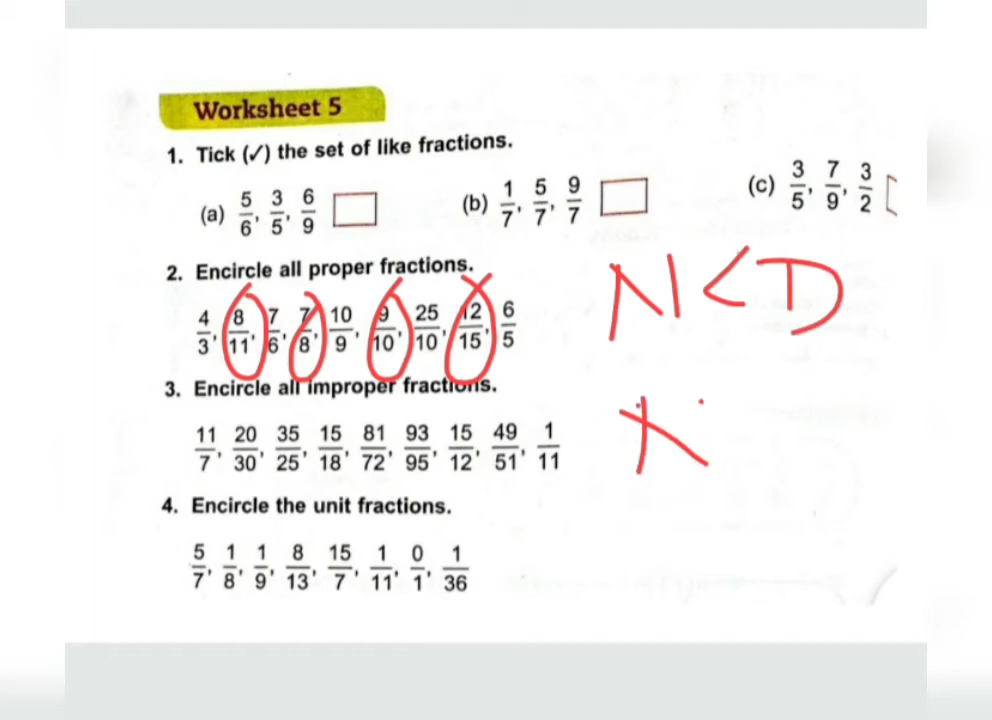 Worksheet 5
1. Tick (✓) the set of like fractions.
(a) 5/6, 3/5, 6/9 (b) 1/7, 5/7, 9/7 (c) 3/5, 7/9, 3/2
2. Encircle all proper fractions.
4/3, 8/11, 7/6, 7/8, 10/9, 9/10, 25/10, 12/15, 6/5
N<D
3. Encircle all improper fractions.
11/7, 20/30, 35/25, 15/18, 81/72, 93/95, 15/12, 49/51, 1/11
4. Encircle the unit fractions.
5/7, 1/8, 1/9, 8/13, 15/7, 1/11, 0/1, 1/36